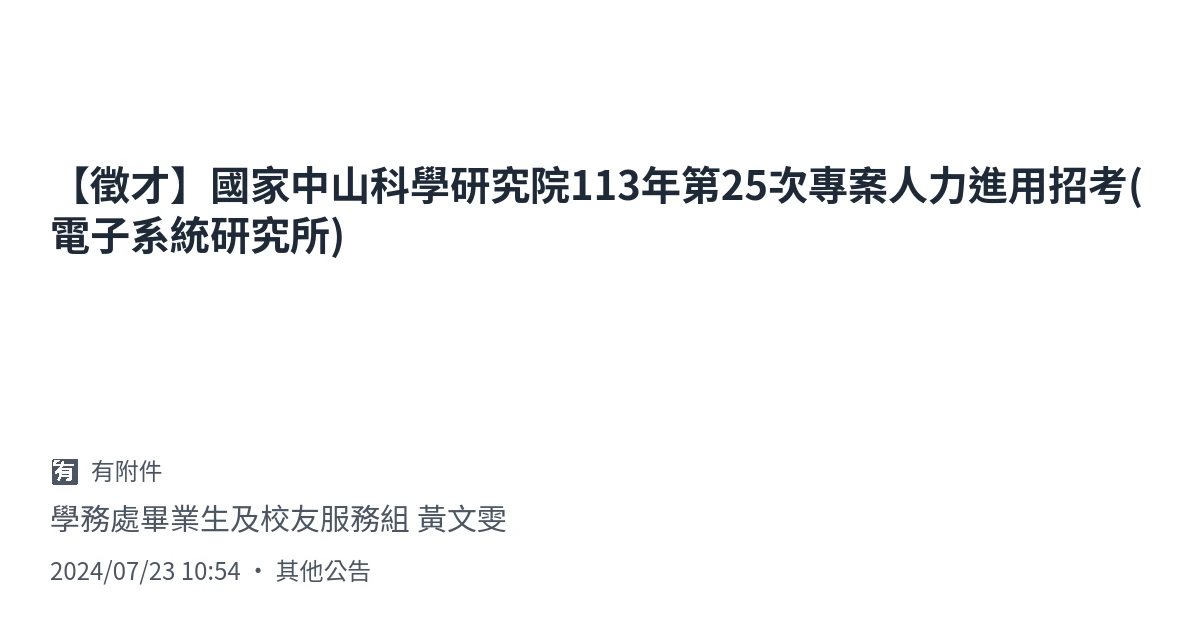 【徵才】國家中山科學研究院113年第25次專案人力進用招考(
電子系統研究所)
有 有附件
學務處畢業生及校友服務組 黃文雯
2024/07/23 10:54 • 其他公告